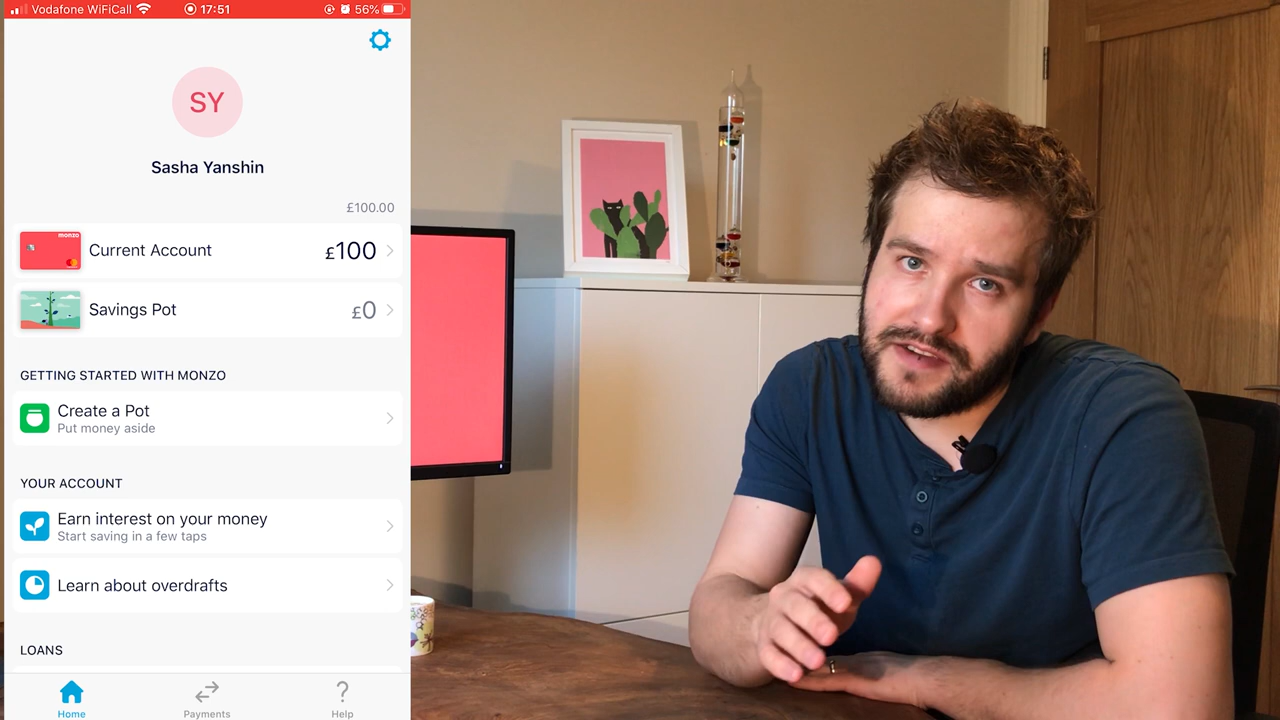 Vodafone WiFiCall 17:51 56%
SY
Sasha Yanshin
£100.00
monzo
Current Account £100
Savings Pot £0
GETTING STARTED WITH MONZO
Create a Pot
Put money aside
YOUR ACCOUNT
Earn interest on your money
Start saving in a few taps
Learn about overdrafts
LOANS
Home Payments Help